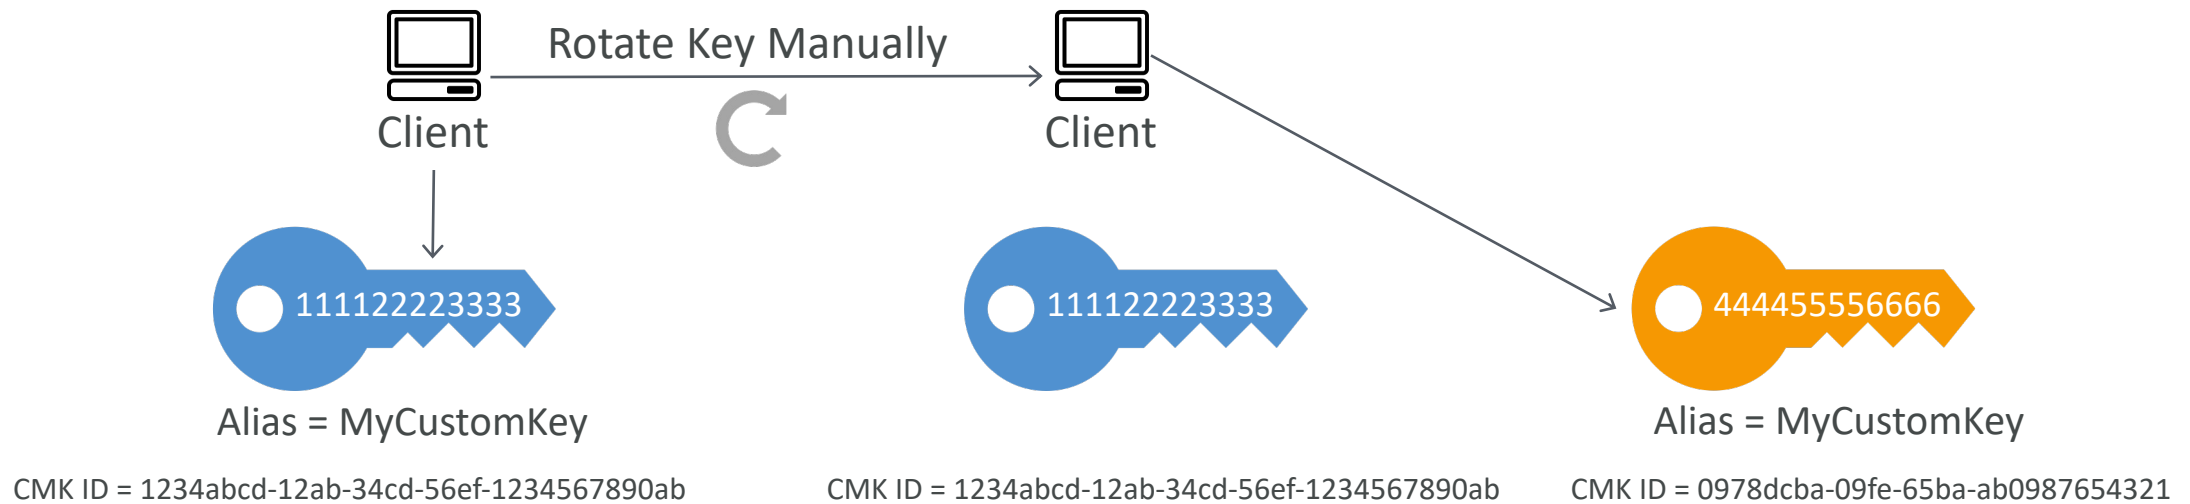 Rotate Key Manually
Client
Client
111122223333
111122223333
444455556666
Alias = MyCustomKey
Alias = MyCustomKey
CMK ID = 1234abcd-12ab-34cd-56ef-1234567890ab
CMK ID = 1234abcd-12ab-34cd-56ef-1234567890ab
CMK ID = 0978dcba-09fe-65ba-ab0987654321